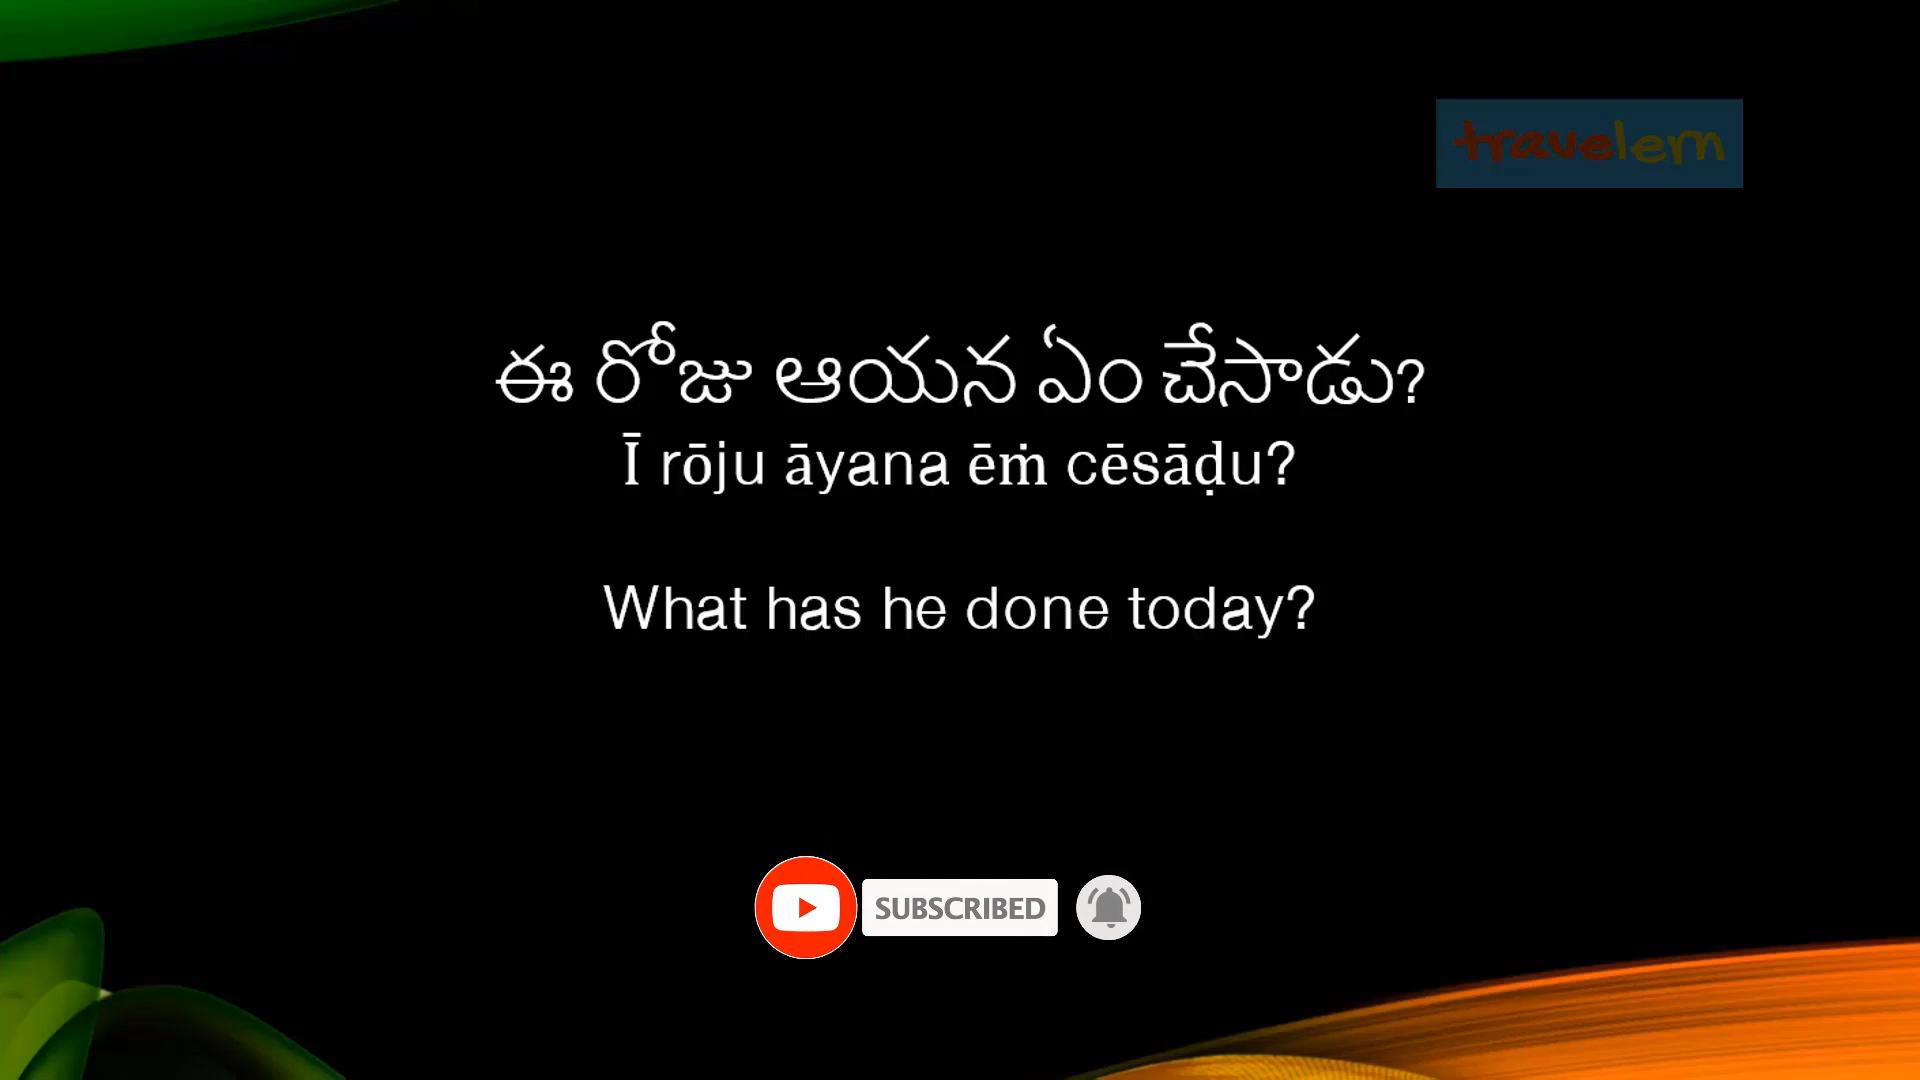 travelern
ఈ రోజు ఆయన ఏం చేసాడు?
Ī rōju āyana ēṁ cēsāḍu?
What has he done today?
SUBSCRIBED